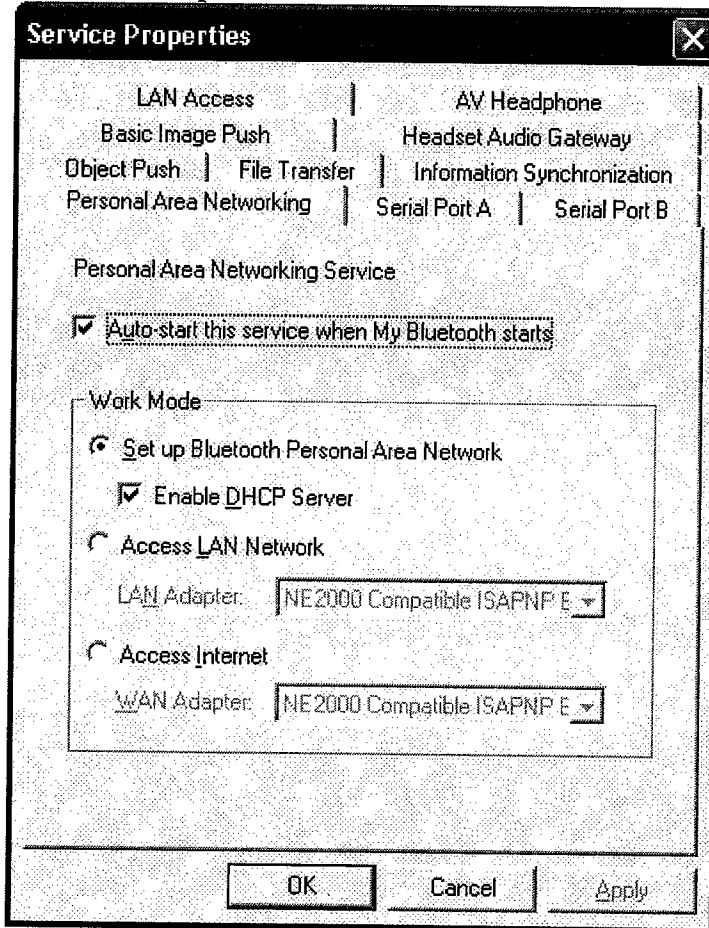 Service Properties
LAN Access AV Headphone
Basic Image Push Headset Audio Gateway
Object Push File Transfer Information Synchronization
Personal Area Networking Serial Port A Serial Port B
Personal Area Networking Service
Auto-start this service when My Bluetooth starts
Work Mode
Set up Bluetooth Personal Area Network
Enable DHCP Server
Access LAN Network
LAN Adapter: NE2000 Compatible ISAPNP E
Access Internet
WAN Adapter: NE2000 Compatible ISAPNP E
OK Cancel Apply